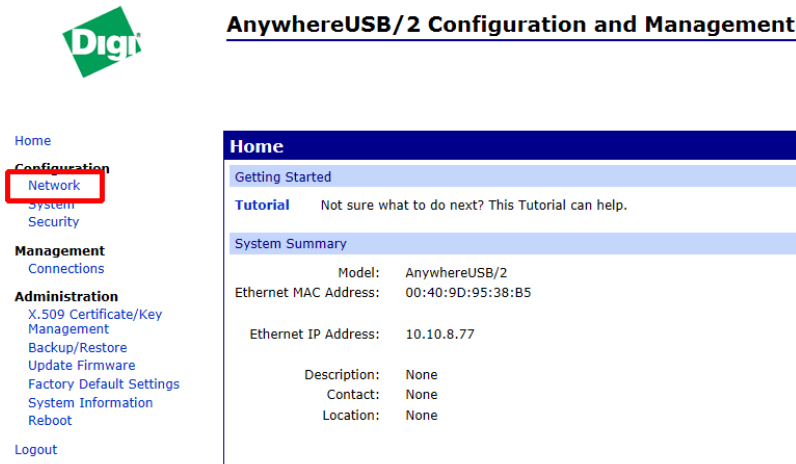 Digi
AnywhereUSB/2 Configuration and Management
Home
Configuration
Network
System
Security
Management
Connections
Administration
X.509 Certificate/Key
Management
Backup/Restore
Update Firmware
Factory Default Settings
System Information
Reboot
Logout
Home
Getting Started
Tutorial Not sure what to do next? This Tutorial can help.
System Summary
Model: AnywhereUSB/2
Ethernet MAC Address: 00:40:9D:95:38:B5
Ethernet IP Address: 10.10.8.77
Description: None
Contact: None
Location: None